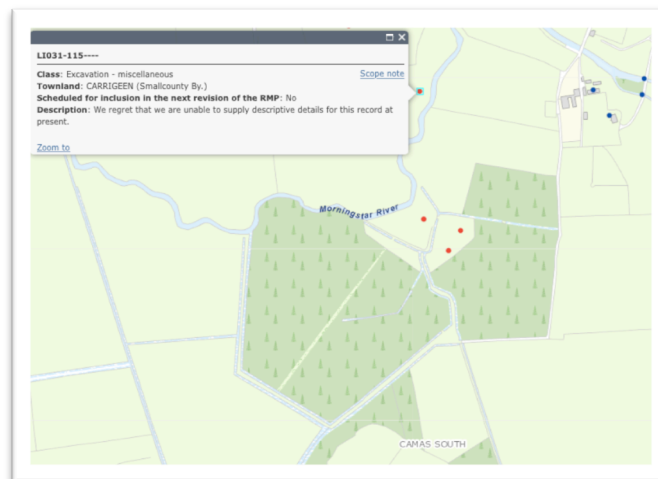 LI031-115----
Class: Excavation - miscellaneous Scope note
Townland: CARRIGEEN (Smallcounty By.)
Scheduled for inclusion in the next revision of the RMP: No
Description: We regret that we are unable to supply descriptive details for this record at
present.
Zoom to
Morningstar River
CAMAS SOUTH